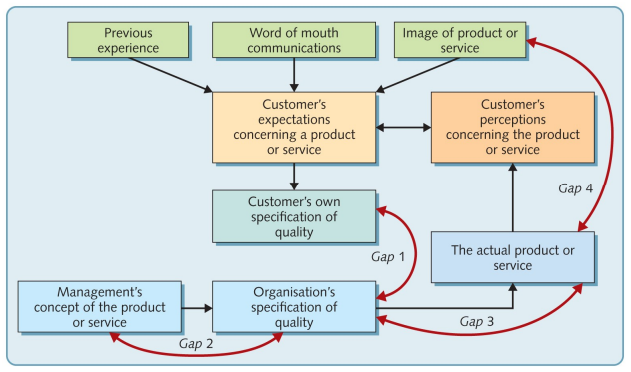 Previous
experience
Word of mouth
communications
Image of product or
service
Customer's
expectations
concerning a product
or service
Customer's
perceptions
concerning the product
or service
Gap 4
Customer's own
specification of
quality
Gap 1
The actual product or
service
Management's
concept of the product
or service
Organisation's
specification of
quality
Gap 3
Gap 2